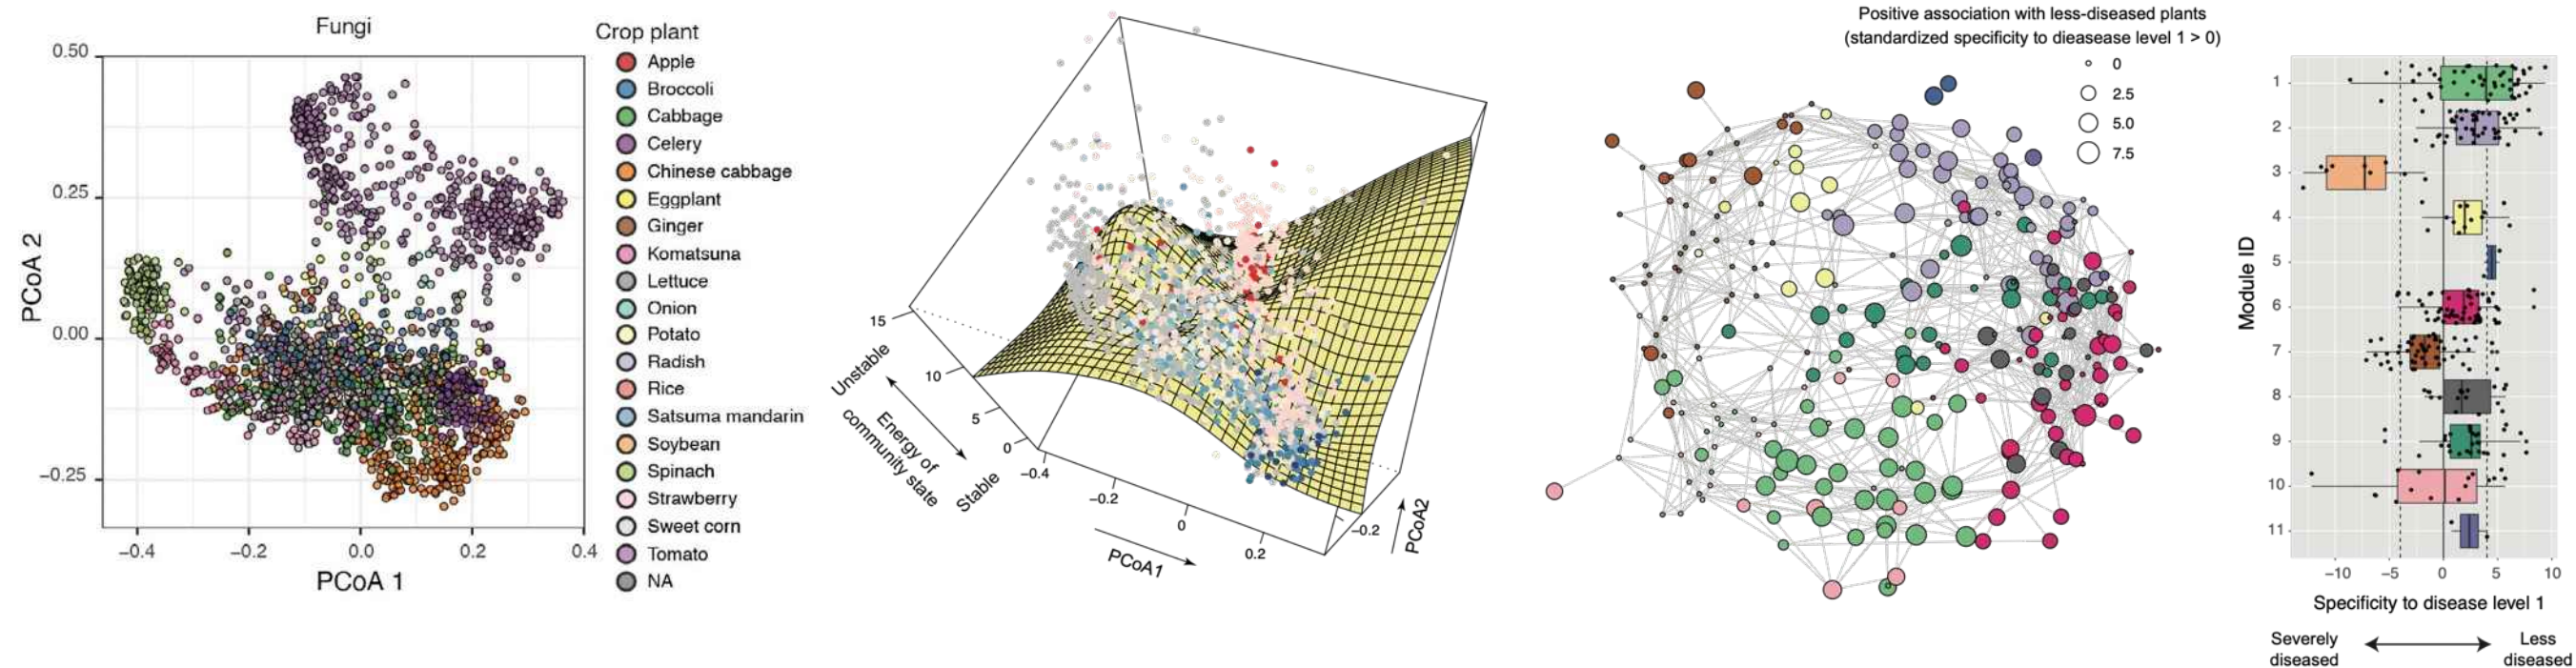 Fungi
0.50
0.25
0.00
−0.25
PCoA 2
−0.4
−0.2
0.0
0.2
0.4
PCoA 1
Crop plant
Apple
Broccoli
Cabbage
Celery
Chinese cabbage
Eggplant
Ginger
Komatsuna
Lettuce
Onion
Potato
Radish
Rice
Satsuma mandarin
Soybean
Spinach
Strawberry
Sweet corn
Tomato
NA
15
10
5
0
Unstable
Energy of
community state
Stable
−0.4
−0.2
0
0.2
PCoA1
−0.2
PCoA2
Positive association with less-diseased plants
(standardized specificity to dieasease level 1 > 0)
0
2.5
5.0
7.5
Module ID
1
2
3
4
5
6
7
8
9
10
11
−10
−5
0
5
10
Specificity to disease level 1
Severely
diseased
Less
diseased